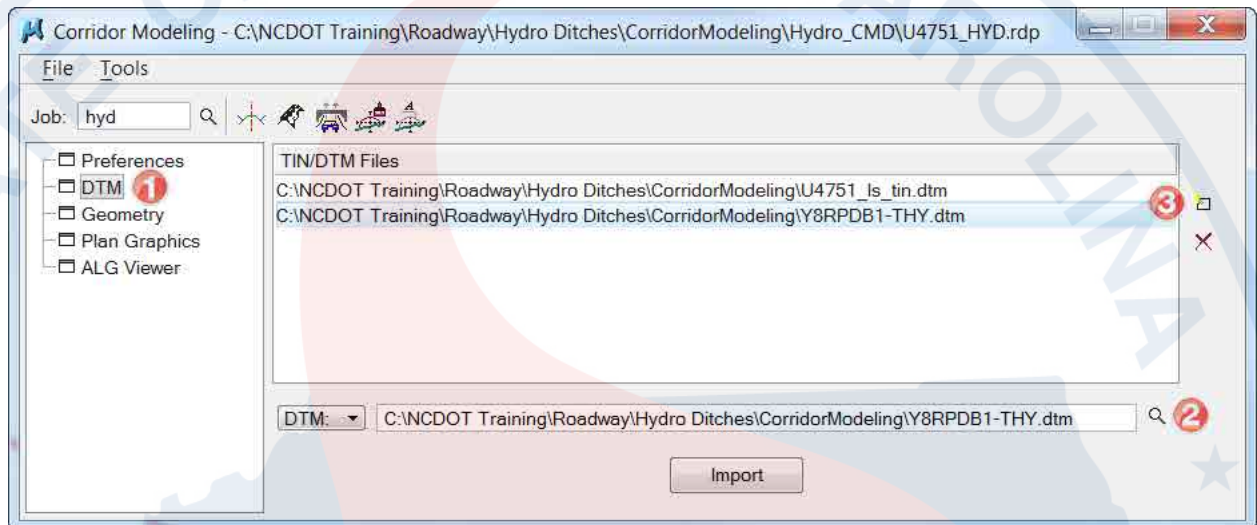 Corridor Modeling - C:\NCDOT Training\Roadway\Hydro Ditches\CorridorModeling\Hydro_CMD\U4751_HYD.rdp
File Tools
Job: hyd
Preferences
DTM 1
Geometry
Plan Graphics
ALG Viewer
TIN/DTM Files
C:\NCDOT Training\Roadway\Hydro Ditches\CorridorModeling\U4751_ls_tin.dtm
C:\NCDOT Training\Roadway\Hydro Ditches\CorridorModeling\Y8RPDB1-THY.dtm 3
DTM: C:\NCDOT Training\Roadway\Hydro Ditches\CorridorModeling\Y8RPDB1-THY.dtm 2
Import
AROLINA